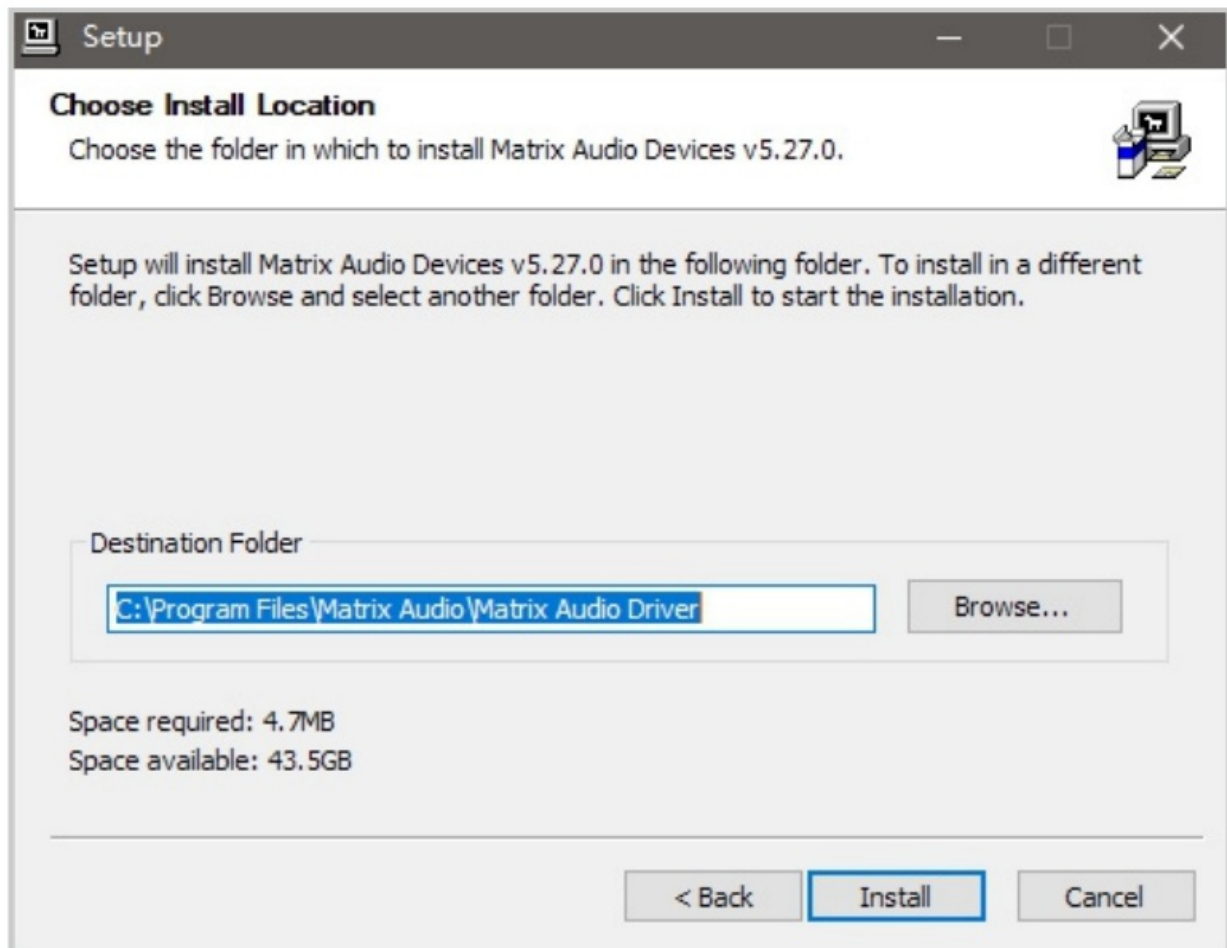 Setup
Choose Install Location
Choose the folder in which to install Matrix Audio Devices v5.27.0.
Setup will install Matrix Audio Devices v5.27.0 in the following folder. To install in a different
folder, click Browse and select another folder. Click Install to start the installation.
Destination Folder
C:\Program Files\Matrix Audio\Matrix Audio Driver
Browse...
Space required: 4.7MB
Space available: 43.5GB
< Back
Install
Cancel